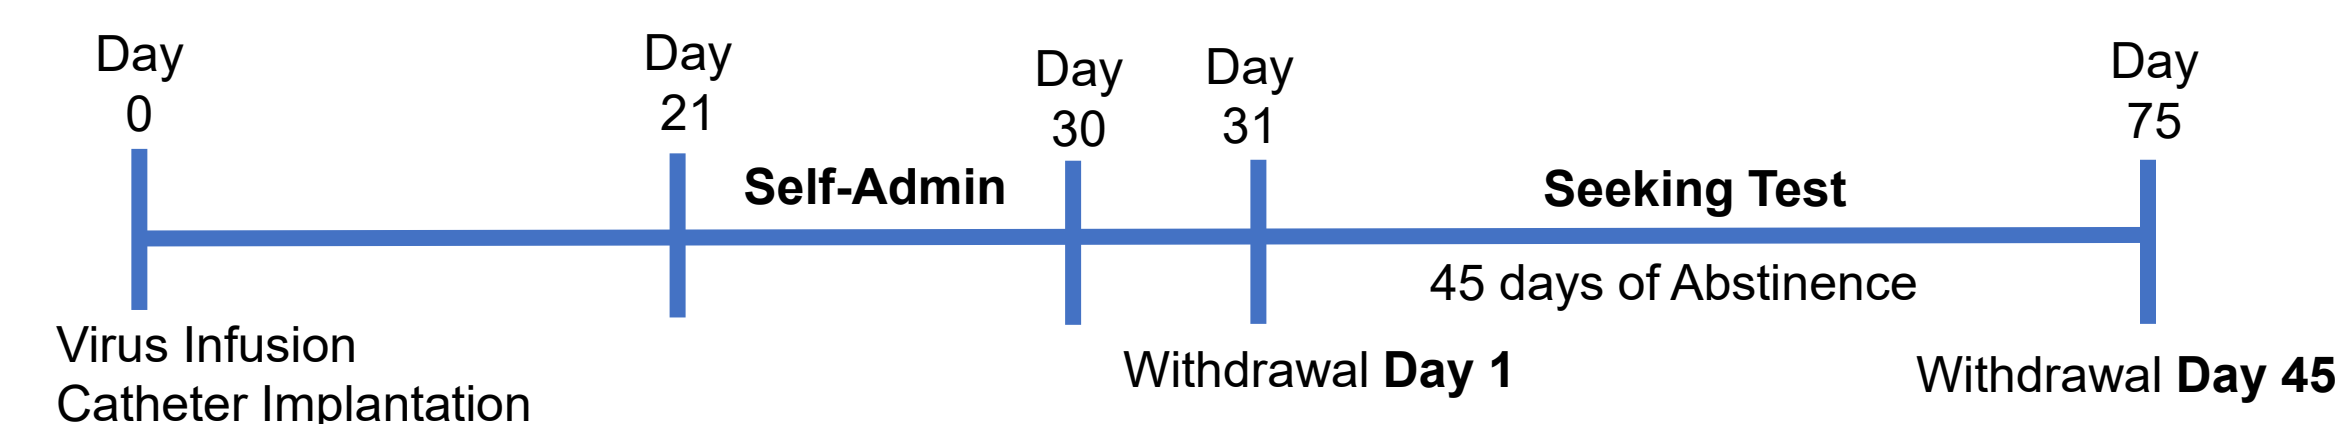 Day
0
Day
21
Day
30
Day
31
Day
75
Self-Admin
Seeking Test
45 days of Abstinence
Virus Infusion
Catheter Implantation
Withdrawal Day 1
Withdrawal Day 45